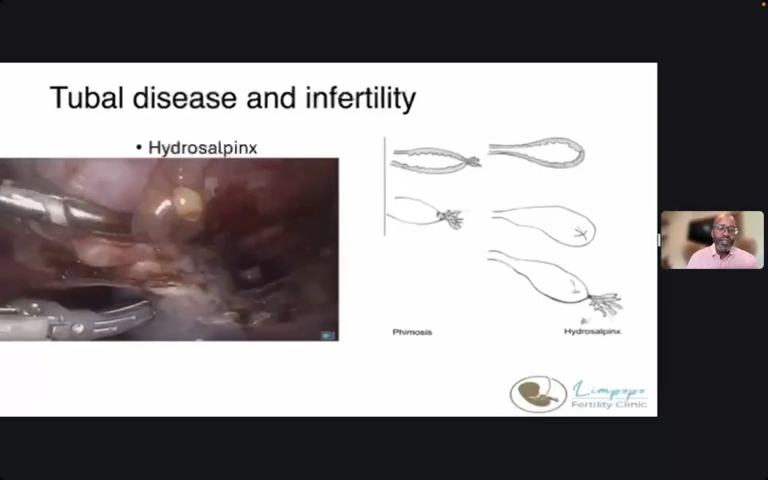 Tubal disease and infertility
• Hydrosalpinx
Phimosis
Hydrosalpinx
Limpopo
Fertility Clinic